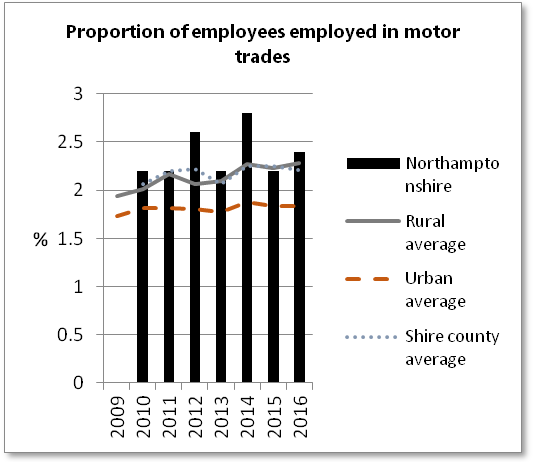 Proportion of employees employed in motor
trades
3
2.5
2
1.5
1
0.5
0
%
2009
2010
2011
2012
2013
2014
2015
2016
Northampto
nshire
Rural
average
Urban
average
Shire county
average